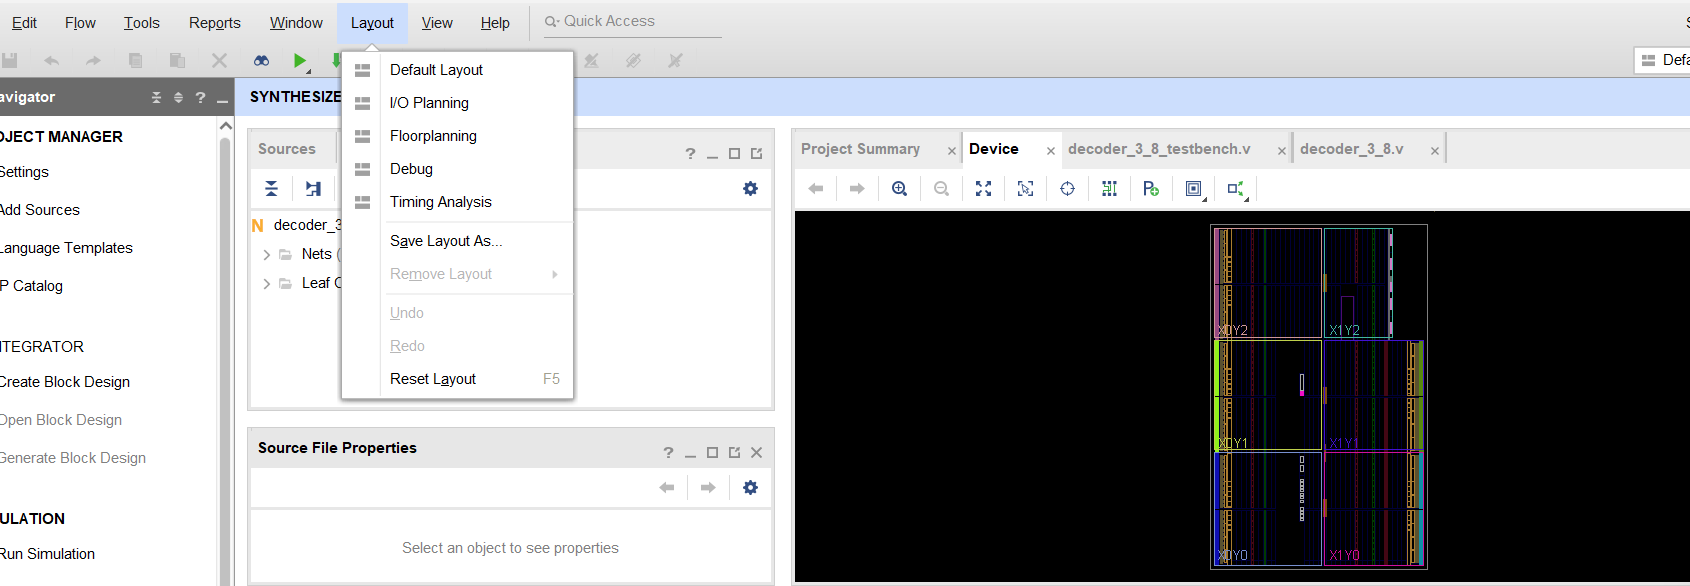 Edit Flow Tools Reports Window Layout View Help Quick Access
Defa
avigator
SYNTHESIZE
Default Layout
I/O Planning
Floorplanning
Debug
Timing Analysis
Save Layout As...
Remove Layout
Undo
Redo
Reset Layout F5
OJECT MANAGER
Settings
Add Sources
Language Templates
P Catalog
NTEGRATOR
Create Block Design
Open Block Design
Generate Block Design
ULATION
Run Simulation
Sources
N decoder_3
Nets (
Leaf C
Source File Properties
Select an object to see properties
Project Summary Device decoder_3_8_testbench.v decoder_3_8.v
X0Y2 X1Y2
X0Y1 X1Y1
X0Y0 X1Y0